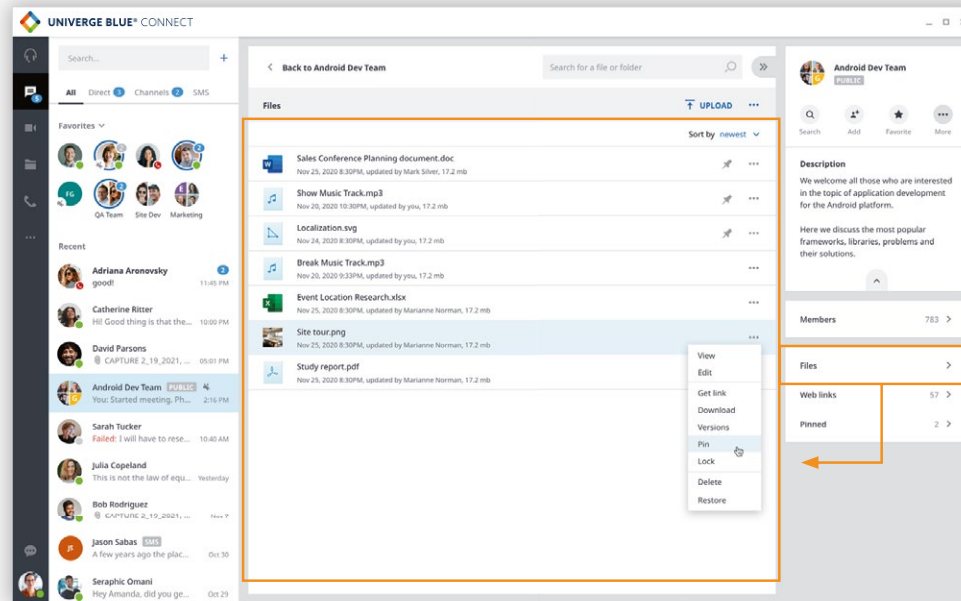 UNIVERGE BLUE® CONNECT
Search...
+
All Direct 3 Channels 2 SMS
Favorites
2
2
FG
2
QA Team Site Dev Marketing
Recent
Adriana Aronovsky 2
good! 11:45 PM
Catherine Ritter
Hi! Good thing is that the... 10:00 PM
David Parsons
CAPTURE 2_19_2021, ... 05:01 PM
Android Dev Team PUBLIC
You: Started meeting. Ph... 2:16 PM
Sarah Tucker
Failed: I will have to rese... 10:40 AM
Julia Copeland
This is not the law of equ... Yesterday
Bob Rodriguez
CAPTURE 2_19_2021, ... Nov 7
JS
Jason Sabas SMS
A few years ago the plac... Oct 30
Seraphic Omani
Hey Amanda, did you ge... Oct 29
Back to Android Dev Team
Search for a file or folder
Files
UPLOAD ...
Sort by newest
Sales Conference Planning document.doc
Nov 25, 2020 8:30PM, updated by Mark Silver, 17.2 mb
Show Music Track.mp3
Nov 20, 2020 10:30PM, updated by you, 17.2 mb
Localization.svg
Nov 24, 2020 8:30PM, updated by you, 17.2 mb
Break Music Track.mp3
Nov 20, 2020 9:33PM, updated by you, 17.2 mb
Event Location Research.xlsx
Nov 25, 2020 8:30PM, updated by Marianne Norman, 17.2 mb
Site tour.png
Nov 25, 2020 8:30PM, updated by Marianne Norman, 17.2 mb
Study report.pdf
Nov 25, 2020 8:30PM, updated by Marianne Norman, 17.2 mb
View
Edit
Get link
Download
Versions
Pin
Lock
Delete
Restore
Android Dev Team
PUBLIC
Search Add Favorite More
Description
We welcome all those who are interested
in the topic of application development
for the Android platform.
Here we discuss the most popular
frameworks, libraries, problems and
their solutions.
Members 783
Files
Web links 57
Pinned 2